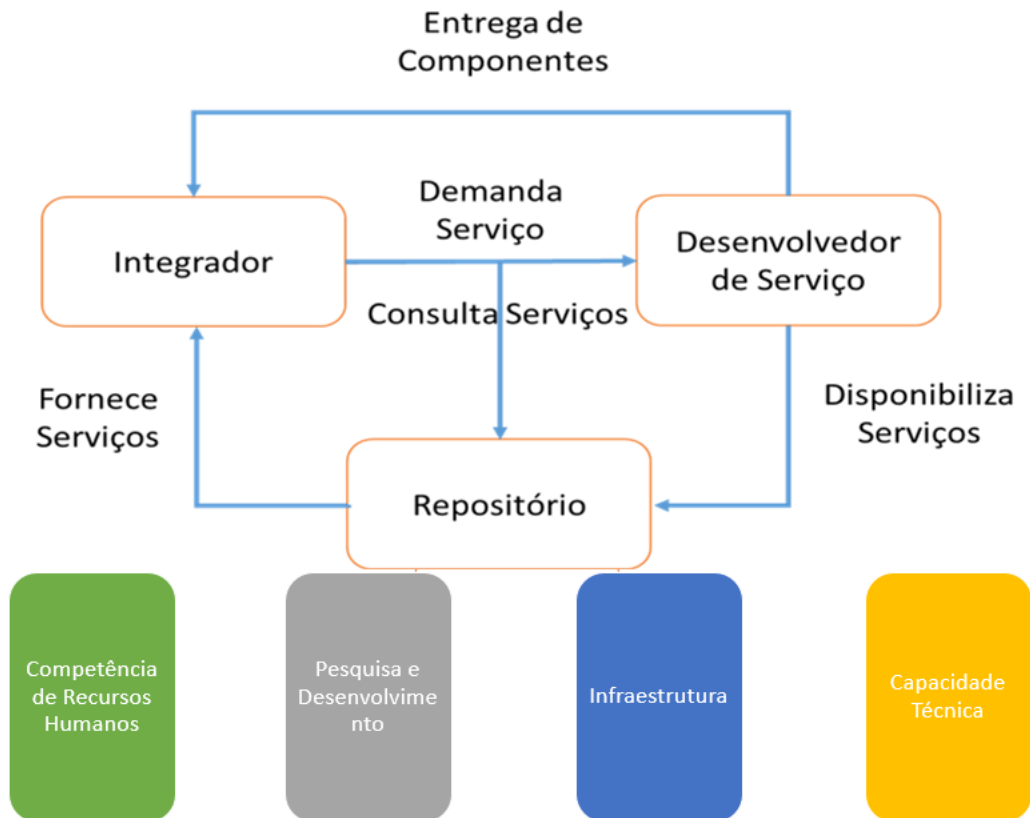 Entrega de
Componentes
Demanda
Serviço
Integrador
Desenvolvedor
de Serviço
Consulta Serviços
Fornece
Serviços
Disponibiliza
Serviços
Repositório
Competência
de Recursos
Humanos
Pesquisa e
Desenvolvime
nto
Infraestrutura
Capacidade
Técnica